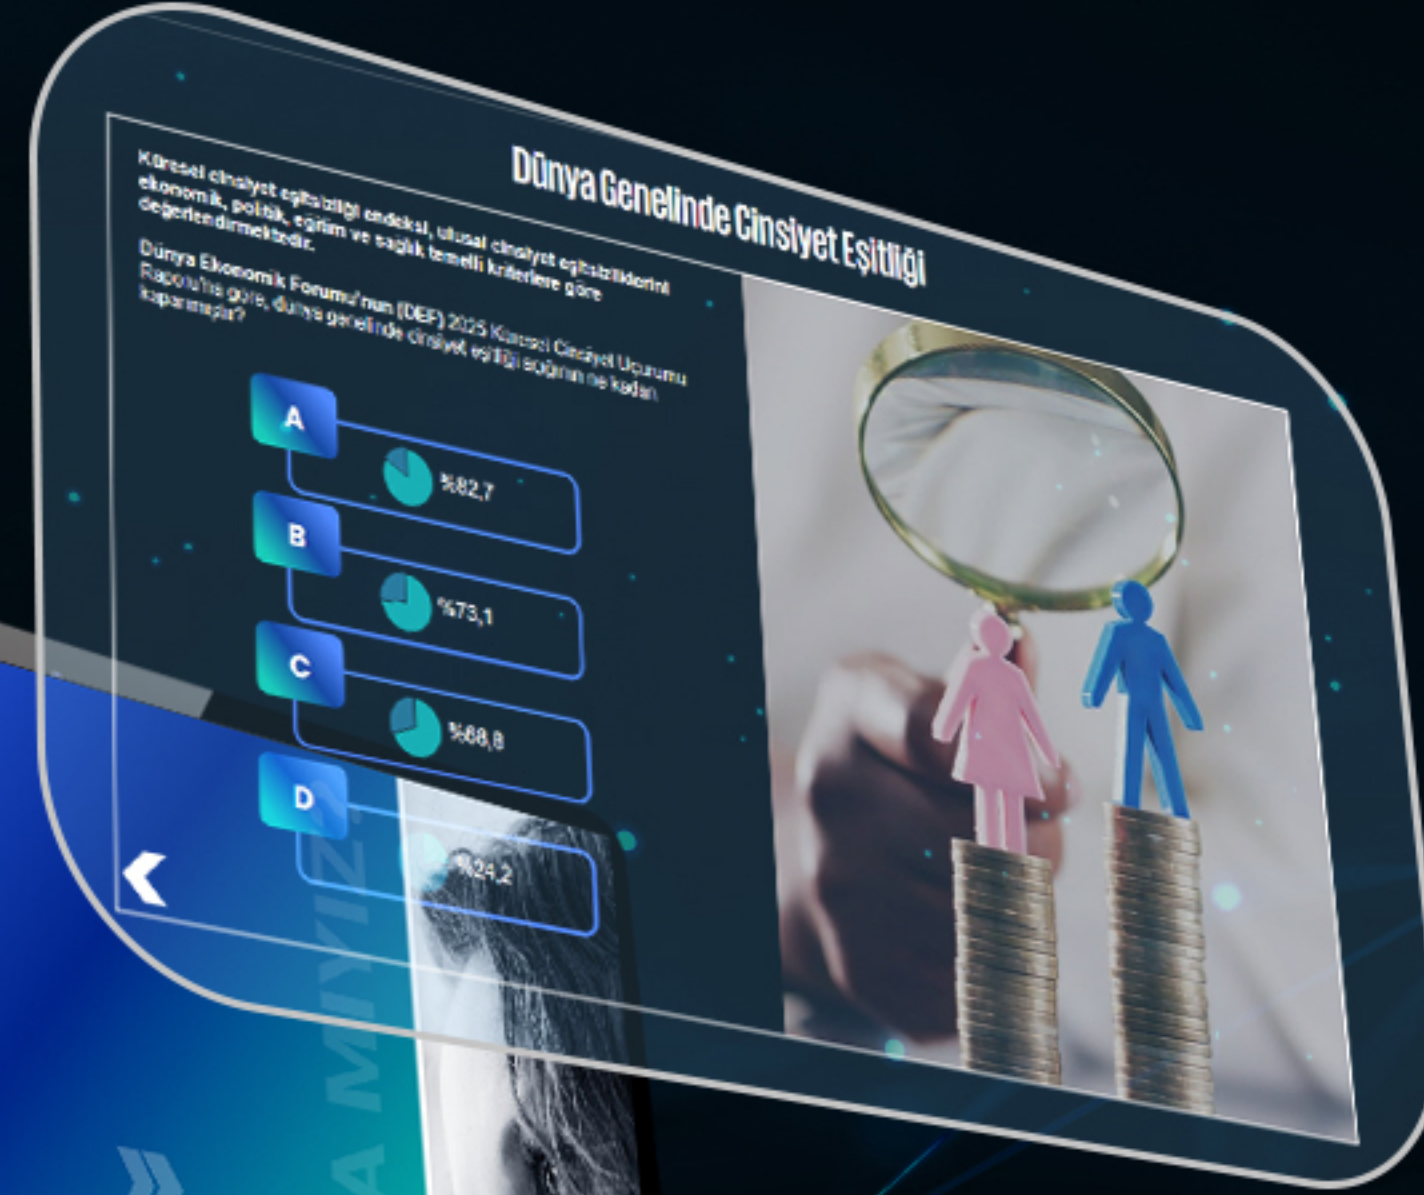 Dünya Genelinde Cinsiyet Eşitliği
Küresel cinsiyet eşitsizliği endeksi, ulusal cinsiyet eşitsizliklerini
ekonomik, politik, eğitim ve sağlık temelli kriterlere göre
değerlendirmektedir.
Dünya Ekonomik Forumu'nun (DEF) 2025 Küresel Cinsiyet Uçurumu
Raporu'na göre, dünya genelinde cinsiyet eşitliği açığının ne kadarı
kapanmıştır?
A
%82,7
B
%73,1
C
%68,8
D
%24,2
A MIYIZ?